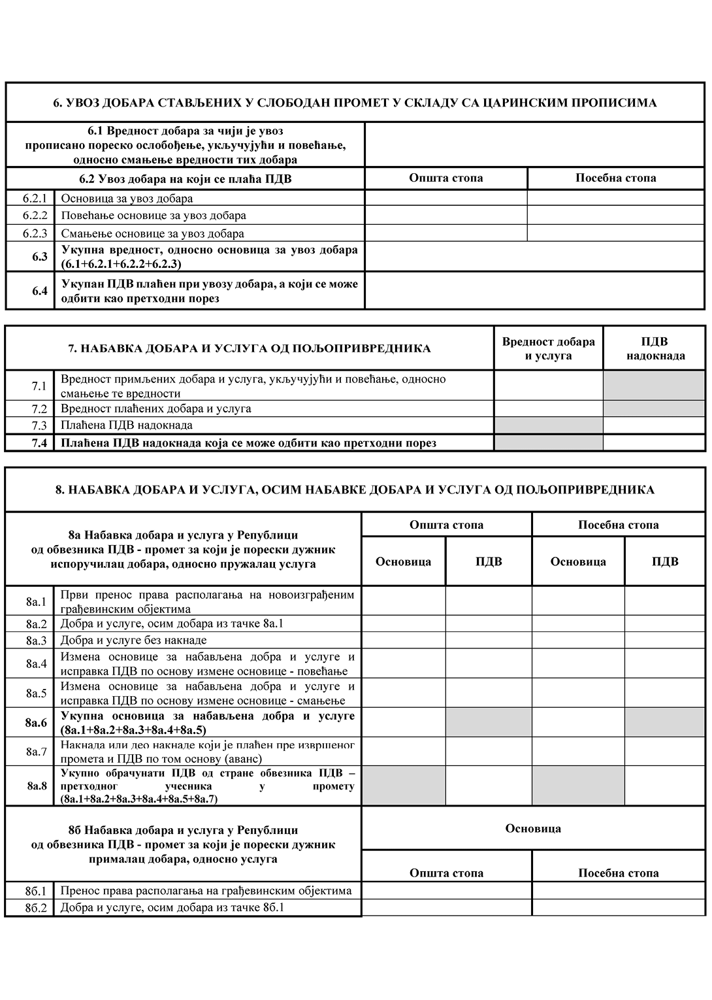 6. УВОЗ ДОБАРА СТАВЉЕНИХ У СЛОБОДАН ПРОМЕТ У СКЛАДУ СА ЦАРИНСКИМ ПРОПИСИМА
6.1 Вредност добара за чији је увоз
прописано пореско ослобођење, укључујући и повећање,
односно смањење вредности тих добара
6.2 Увоз добара на који се плаћа ПДВ
Општа стопа
Посебна стопа
6.2.1 Основица за увоз добара
6.2.2 Повећање основице за увоз добара
6.2.3 Смањење основице за увоз добара
6.3 Укупна вредност, односно основица за увоз добара
(6.1+6.2.1+6.2.2+6.2.3)
6.4 Укупан ПДВ плаћен при увозу добара, а који се може
одбити као претходни порез
7. НАБАВКА ДОБАРА И УСЛУГА ОД ПОЉОПРИВРЕДНИКА
Вредност добара
и услуга
ПДВ
надокнада
7.1 Вредност примљених добара и услуга, укључујући и повећање, односно
смањење те вредности
7.2 Вредност плаћених добара и услуга
7.3 Плаћена ПДВ надокнада
7.4 Плаћена ПДВ надокнада која се може одбити као претходни порез
8. НАБАВКА ДОБАРА И УСЛУГА, ОСИМ НАБАВКЕ ДОБАРА И УСЛУГА ОД ПОЉОПРИВРЕДНИКА
8а Набавка добара и услуга у Републици
од обвезника ПДВ - промет за који је порески дужник
испоручилац добара, односно пружалац услуга
Општа стопа
Посебна стопа
Основица
ПДВ
Основица
ПДВ
8а.1 Први пренос права располагања на новоизграђеним
грађевинским објектима
8а.2 Добра и услуге, осим добара из тачке 8а.1
8а.3 Добра и услуге без накнаде
8а.4 Измена основице за набављена добра и услуге и
исправка ПДВ по основу измене основице - повећање
8а.5 Измена основице за набављена добра и услуге и
исправка ПДВ по основу измене основице - смањење
8а.6 Укупна основица за набављена добра и услуге
(8а.1+8а.2+8а.3+8а.4+8а.5)
8а.7 Накнада или део накнаде који је плаћен пре извршеног
промета и ПДВ по том основу (аванс)
8а.8 Укупно обрачунати ПДВ од стране обвезника ПДВ –
претходног учесника у промету
(8а.1+8а.2+8а.3+8а.4+8а.5+8а.7)
8б Набавка добара и услуга у Републици
од обвезника ПДВ - промет за који је порески дужник
прималац добара, односно услуга
Основица
Општа стопа
Посебна стопа
8б.1 Пренос права располагања на грађевинским објектима
8б.2 Добра и услуге, осим добара из тачке 8б.1